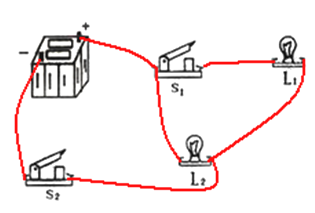 +
−
S₁
L₁
L₂
S₂